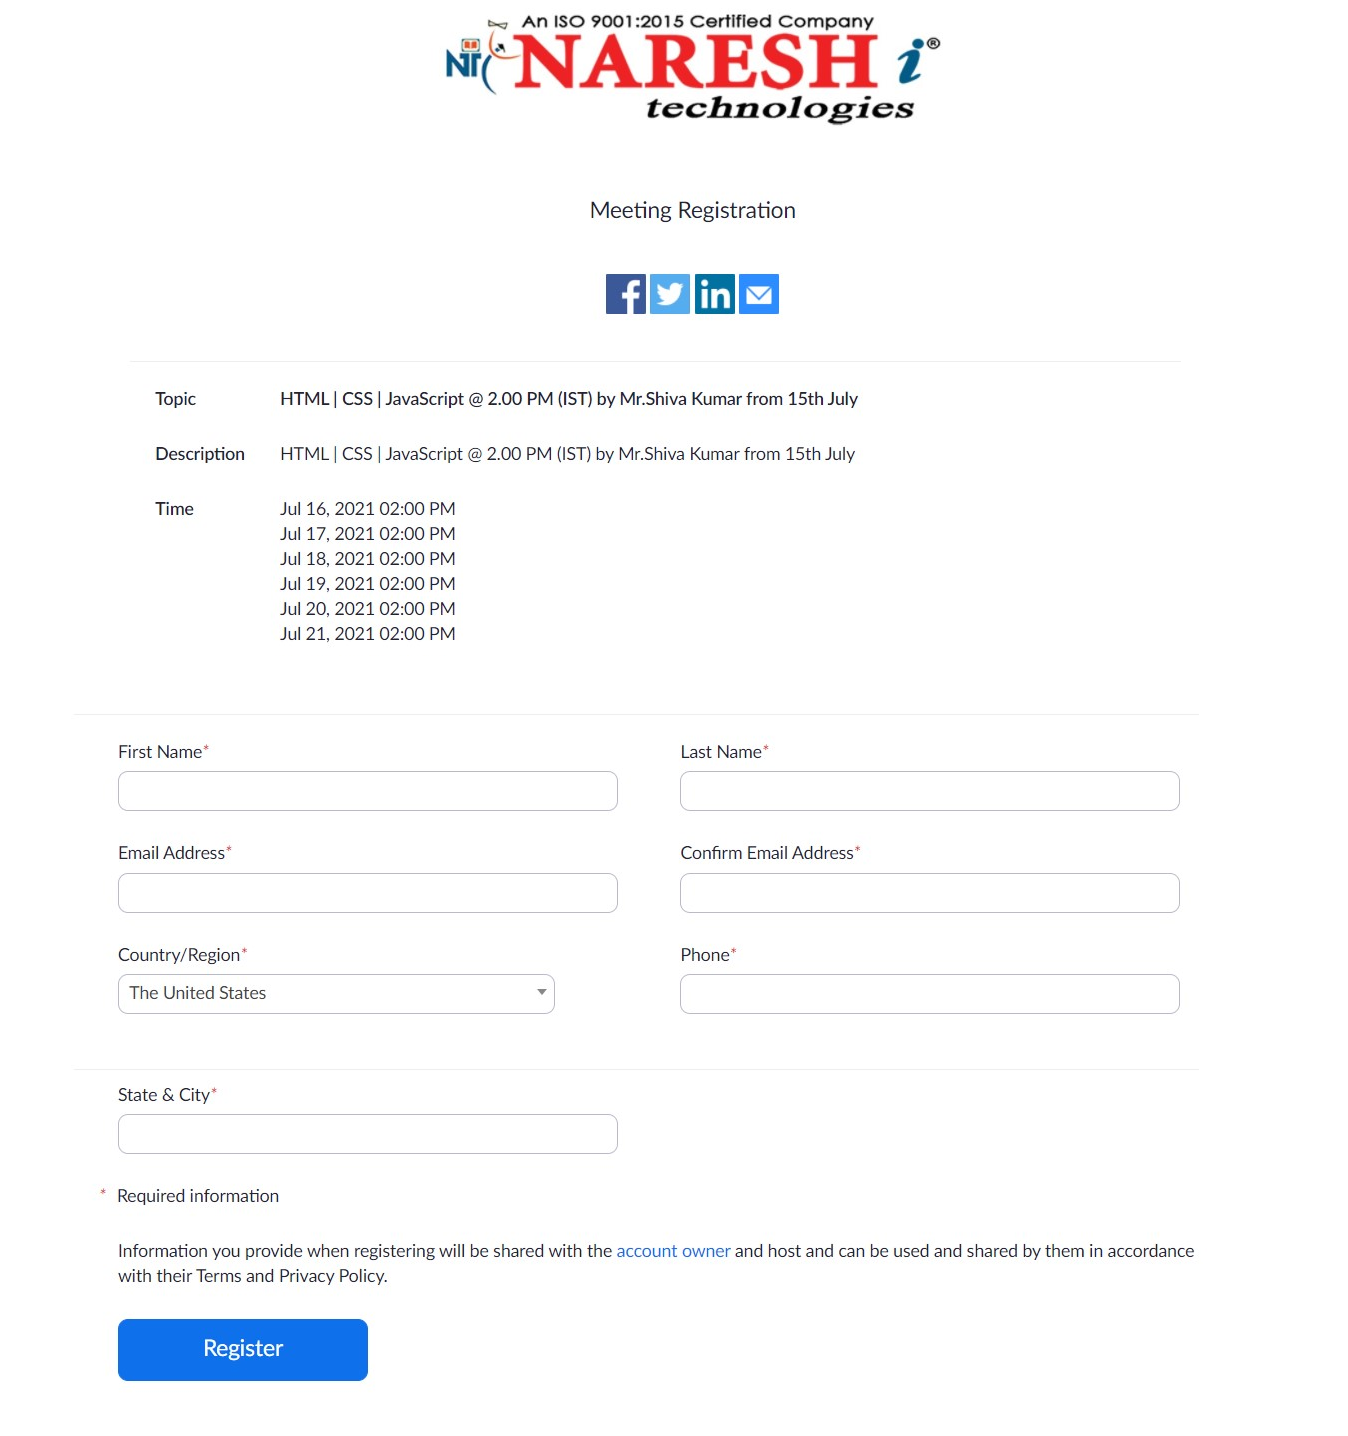 An ISO 9001:2015 Certified Company
NT NARESH i®
technologies
Meeting Registration
f in
Topic HTML | CSS | JavaScript @ 2.00 PM (IST) by Mr.Shiva Kumar from 15th July
Description HTML | CSS | JavaScript @ 2.00 PM (IST) by Mr.Shiva Kumar from 15th July
Time Jul 16, 2021 02:00 PM
Jul 17, 2021 02:00 PM
Jul 18, 2021 02:00 PM
Jul 19, 2021 02:00 PM
Jul 20, 2021 02:00 PM
Jul 21, 2021 02:00 PM
First Name* Last Name*
Email Address* Confirm Email Address*
Country/Region* Phone*
The United States
State & City*
* Required information
Information you provide when registering will be shared with the account owner and host and can be used and shared by them in accordance
with their Terms and Privacy Policy.
Register